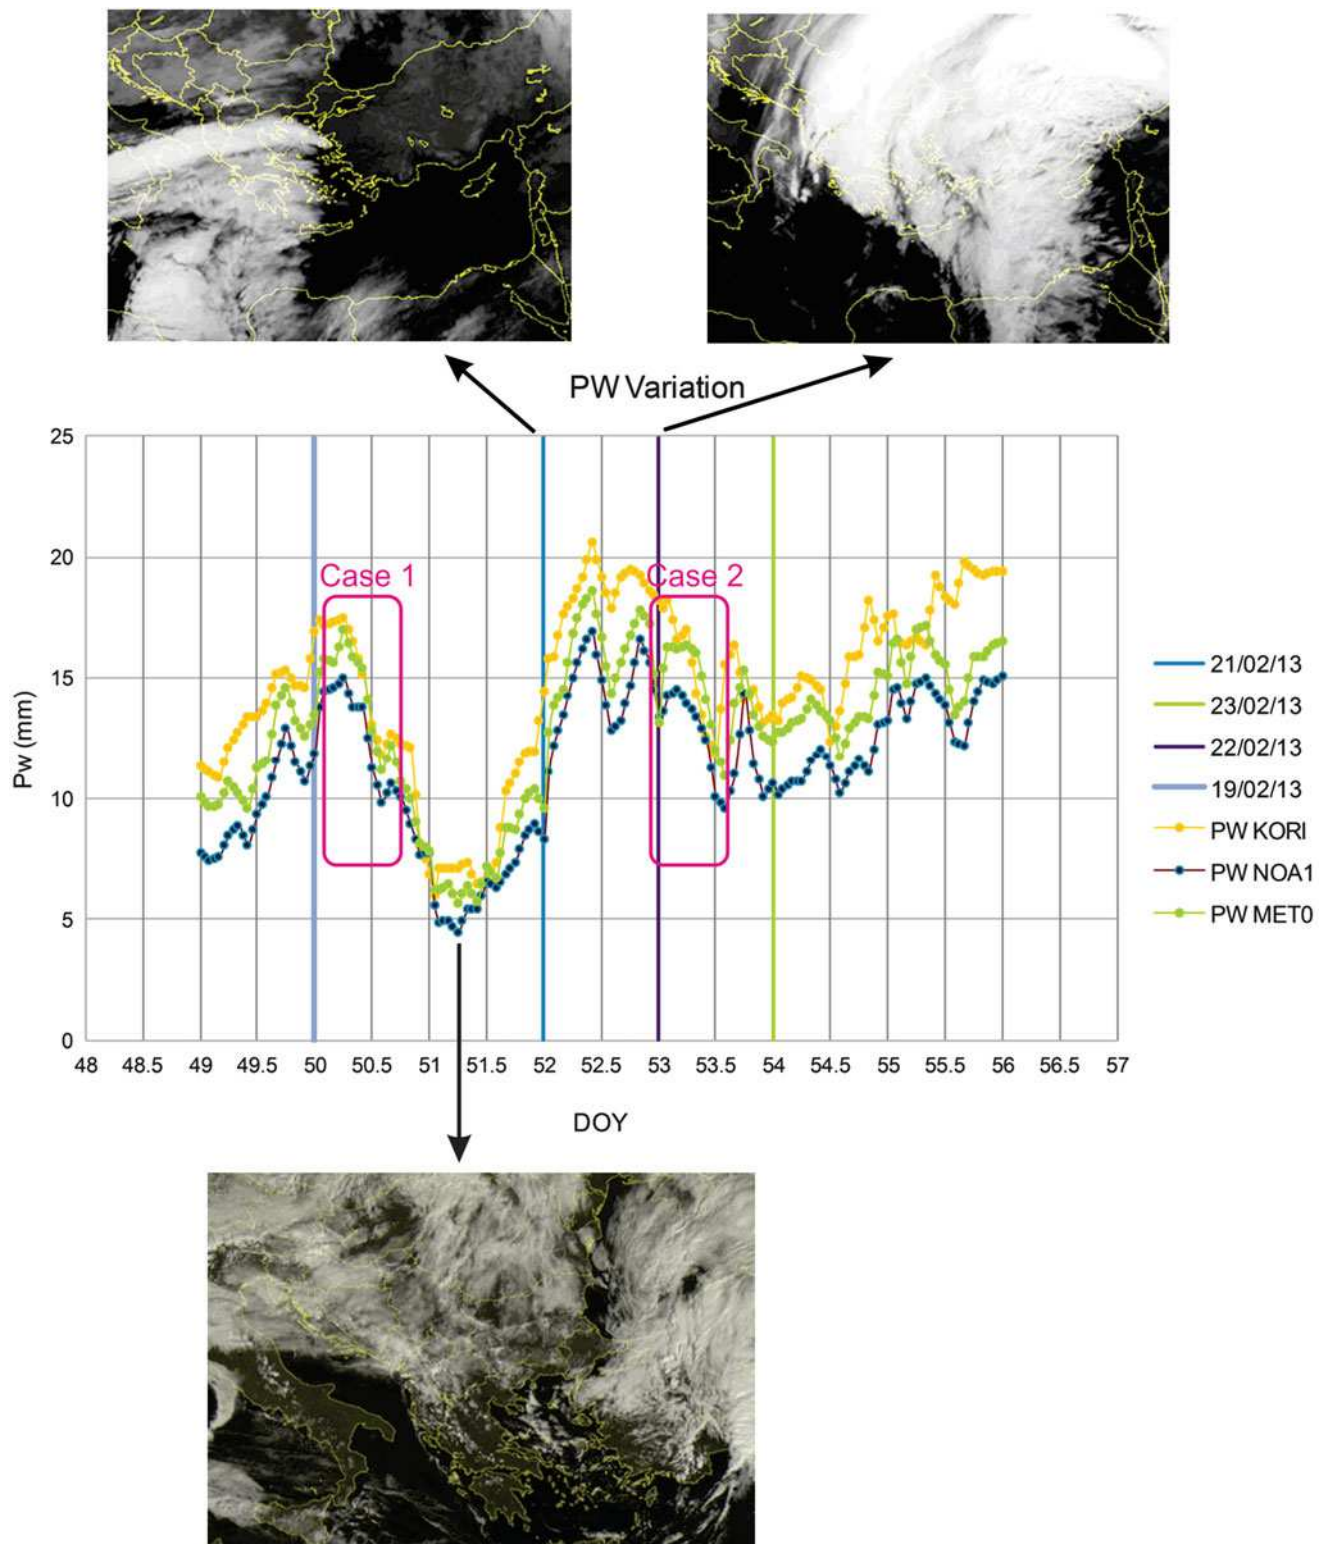 PW Variation
25
20
15
10
5
0
Pw (mm)
Case 1
Case 2
48 48.5 49 49.5 50 50.5 51 51.5 52 52.5 53 53.5 54 54.5 55 55.5 56 56.5 57
DOY
21/02/13
23/02/13
22/02/13
19/02/13
PW KORI
PW NOA1
PW MET0